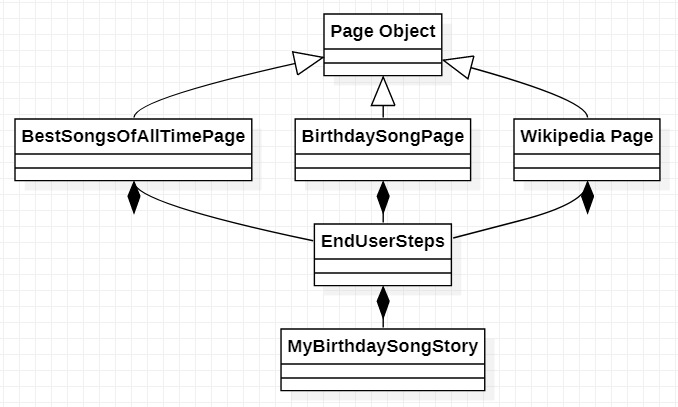 Page Object
BestSongsOfAllTimePage
BirthdaySongPage
Wikipedia Page
EndUserSteps
MyBirthdaySongStory